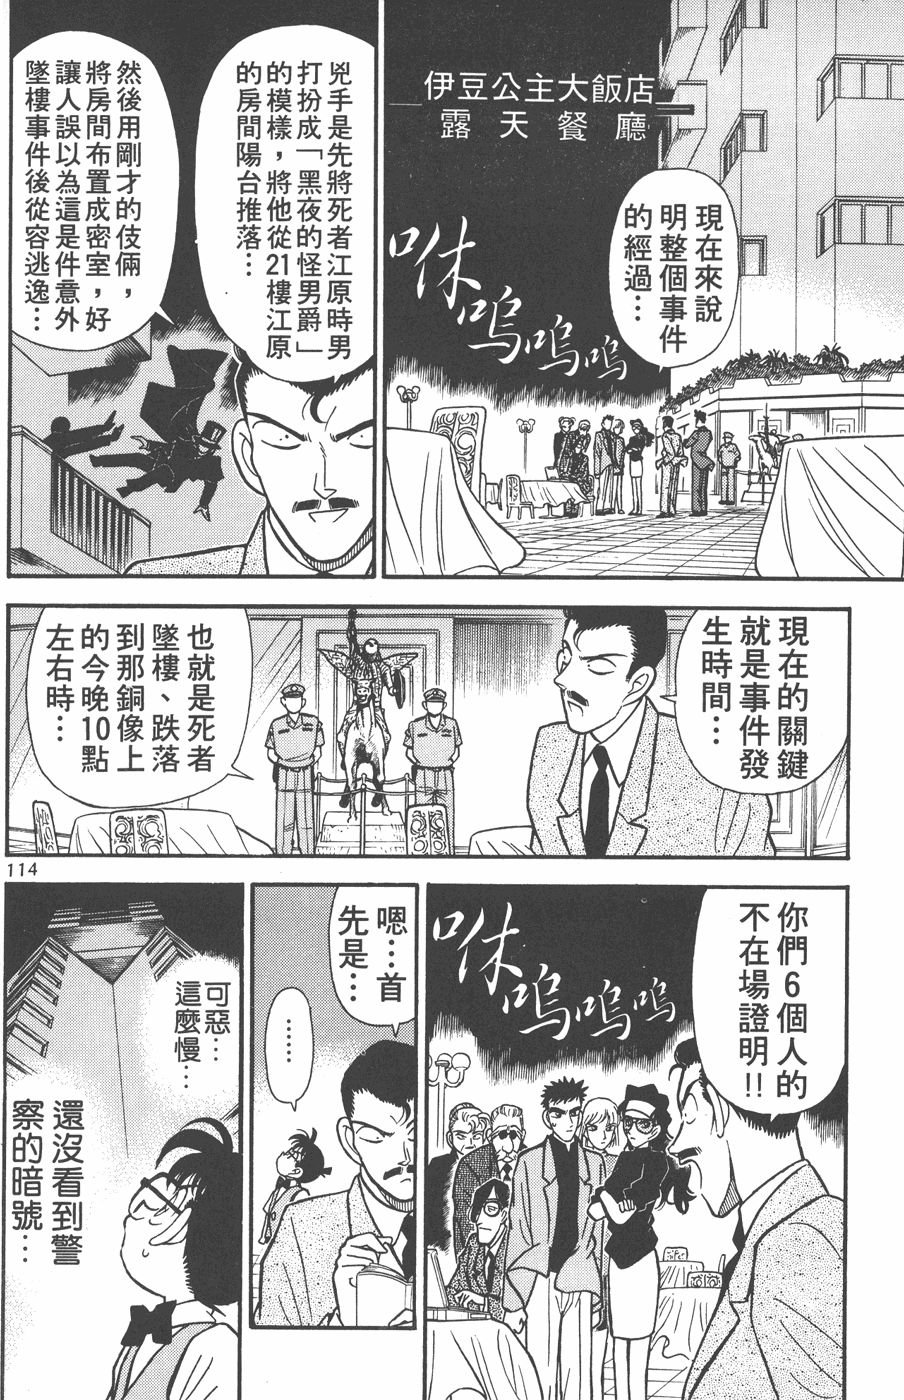 伊豆公主大飯店
露天餐廳
現在來說
明整個事件
的經過…
咻
嗚嗚嗚
兇手是先將死者江原時男
打扮成「黑夜的怪男爵」
的模樣，將他從21樓江原
的房間陽台推落…
然後用剛才的伎倆，
將房間布置成密室，好
讓人誤以為這是件意外
墜樓事件後從容逃逸…
現在的關鍵
就是事件發
生時間…
也就是死者
墜樓、跌落
到那銅像上
的今晚10點
左右時…
114
你們6個人的
不在場證明!!
咻
嗚嗚嗚
嗯…首
先是…
……
可惡…
這麼慢…
還沒看到警
察的暗號…